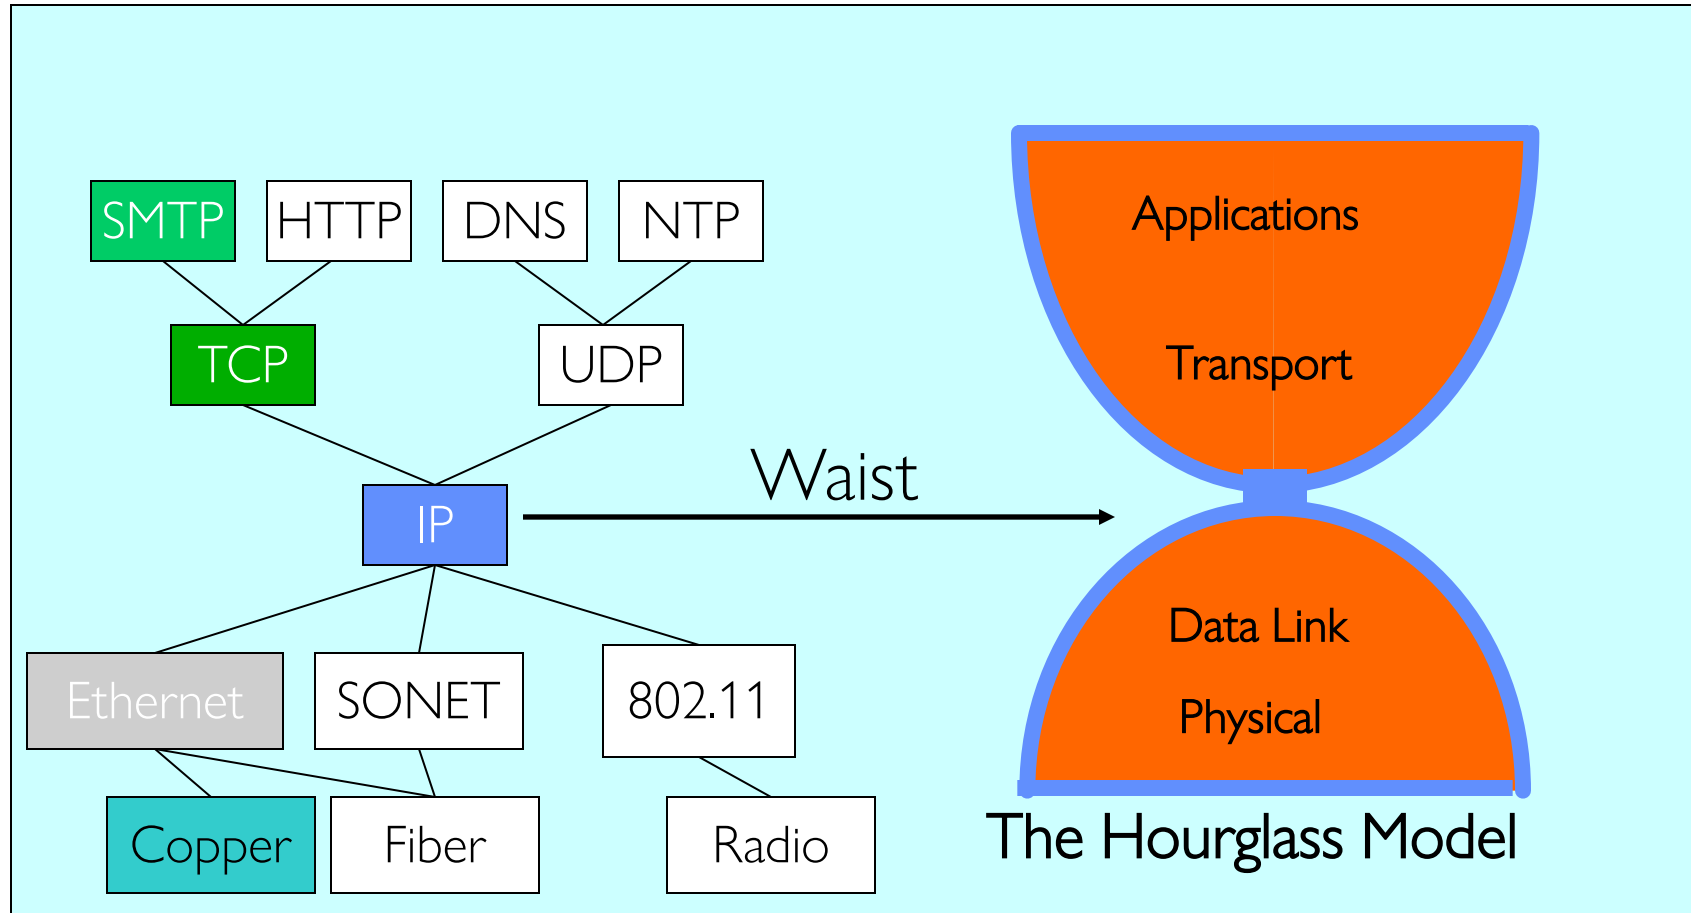 SMTP
HTTP
DNS
NTP
TCP
UDP
IP
Waist
Ethernet
SONET
802.11
Copper
Fiber
Radio
Applications
Transport
Data Link
Physical
The Hourglass Model